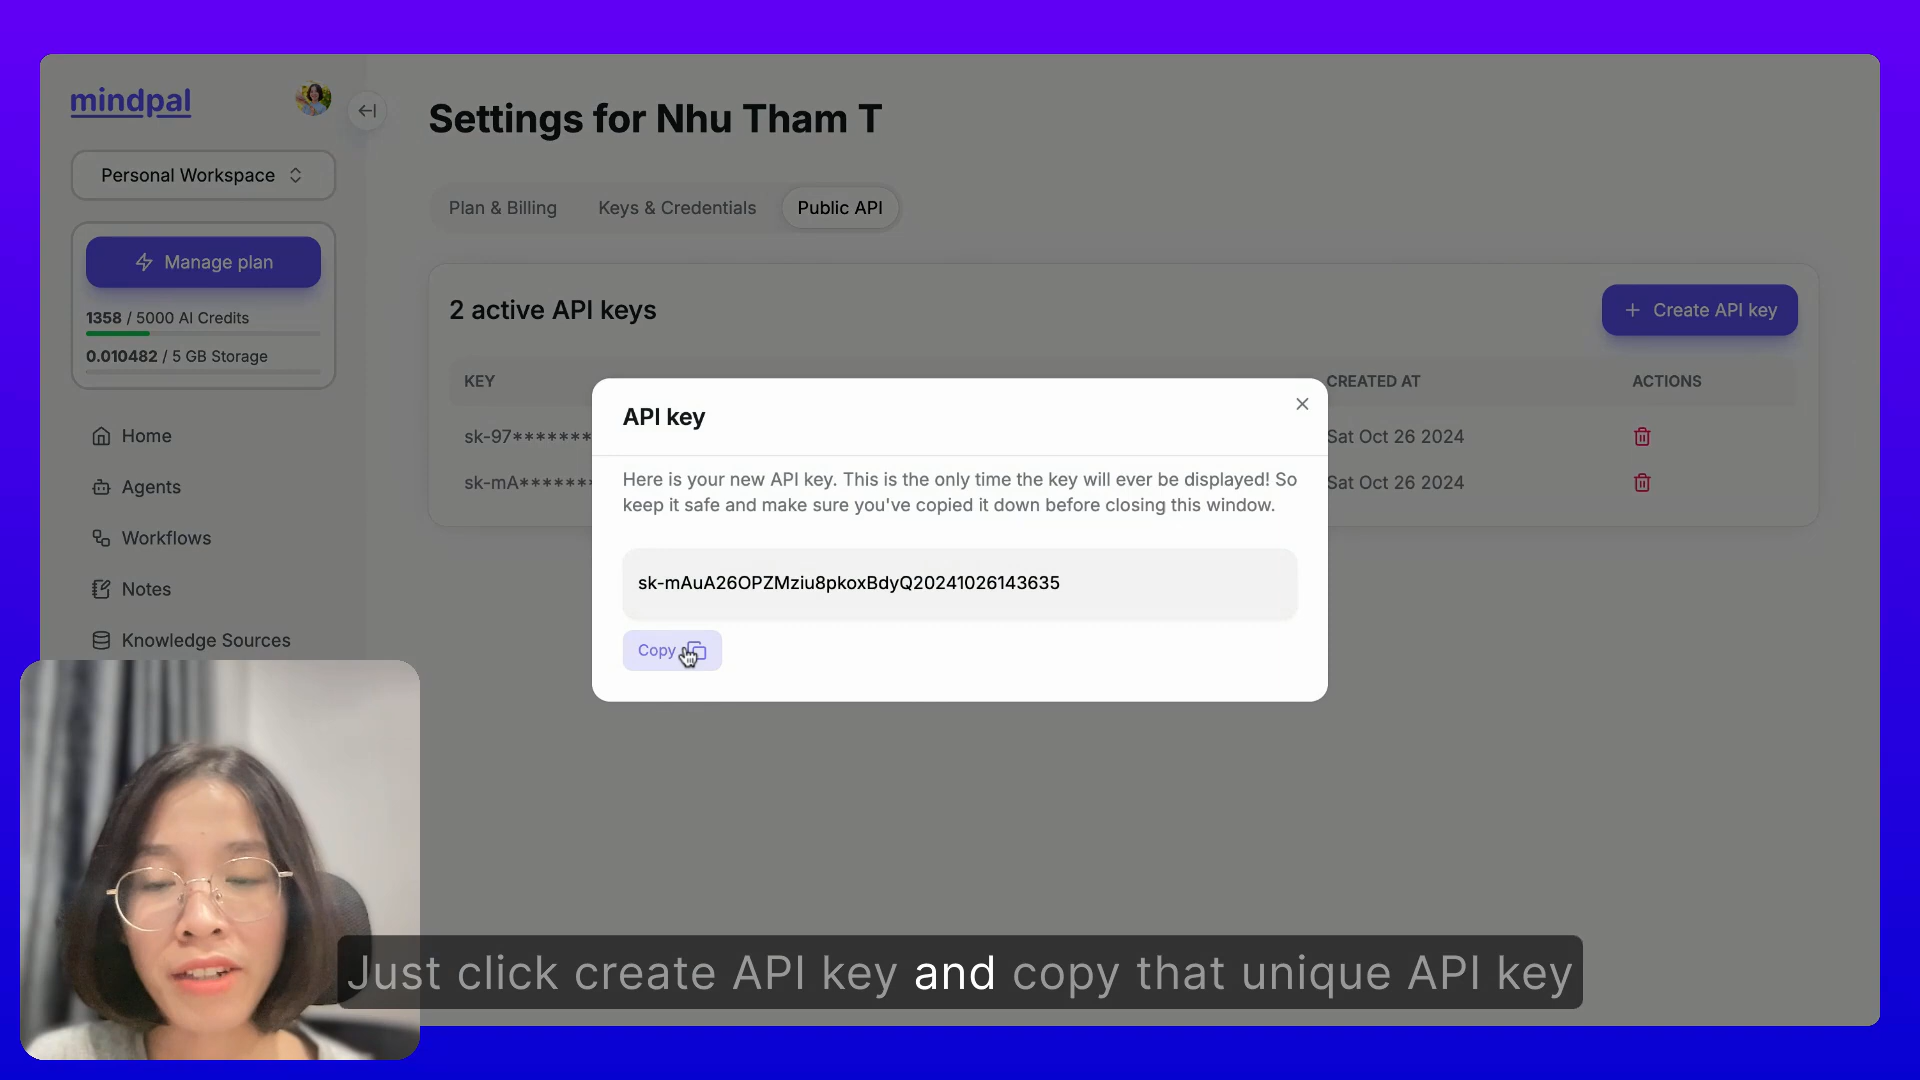 mindpal
Personal Workspace
Manage plan
1358 / 5000 AI Credits
0.010482 / 5 GB Storage
Home
Agents
Workflows
Notes
Knowledge Sources
Settings for Nhu Tham T
Plan & Billing
Keys & Credentials
Public API
2 active API keys
+ Create API key
KEY
CREATED AT
ACTIONS
sk-97*******
Sat Oct 26 2024
sk-mA*******
Sat Oct 26 2024
API key
Here is your new API key. This is the only time the key will ever be displayed! So
keep it safe and make sure you've copied it down before closing this window.
sk-mAuA26OPZMziu8pkoxBdyQ20241026143635
Copy
Just click create API key and copy that unique API key